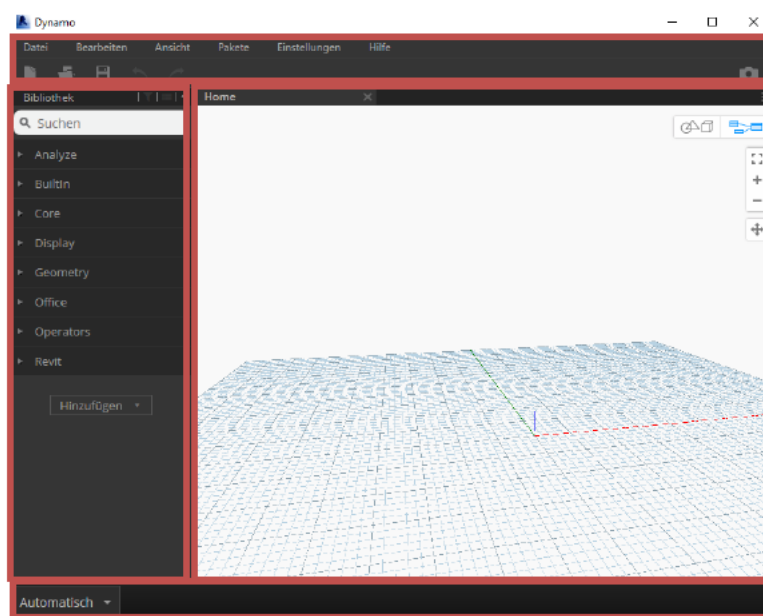 Dynamo
Datei Bearbeiten Ansicht Pakete Einstellungen Hilfe
Bibliothek
Home
Suchen
Analyze
BuiltIn
Core
Display
Geometry
Office
Operators
Revit
Hinzufügen
Automatisch